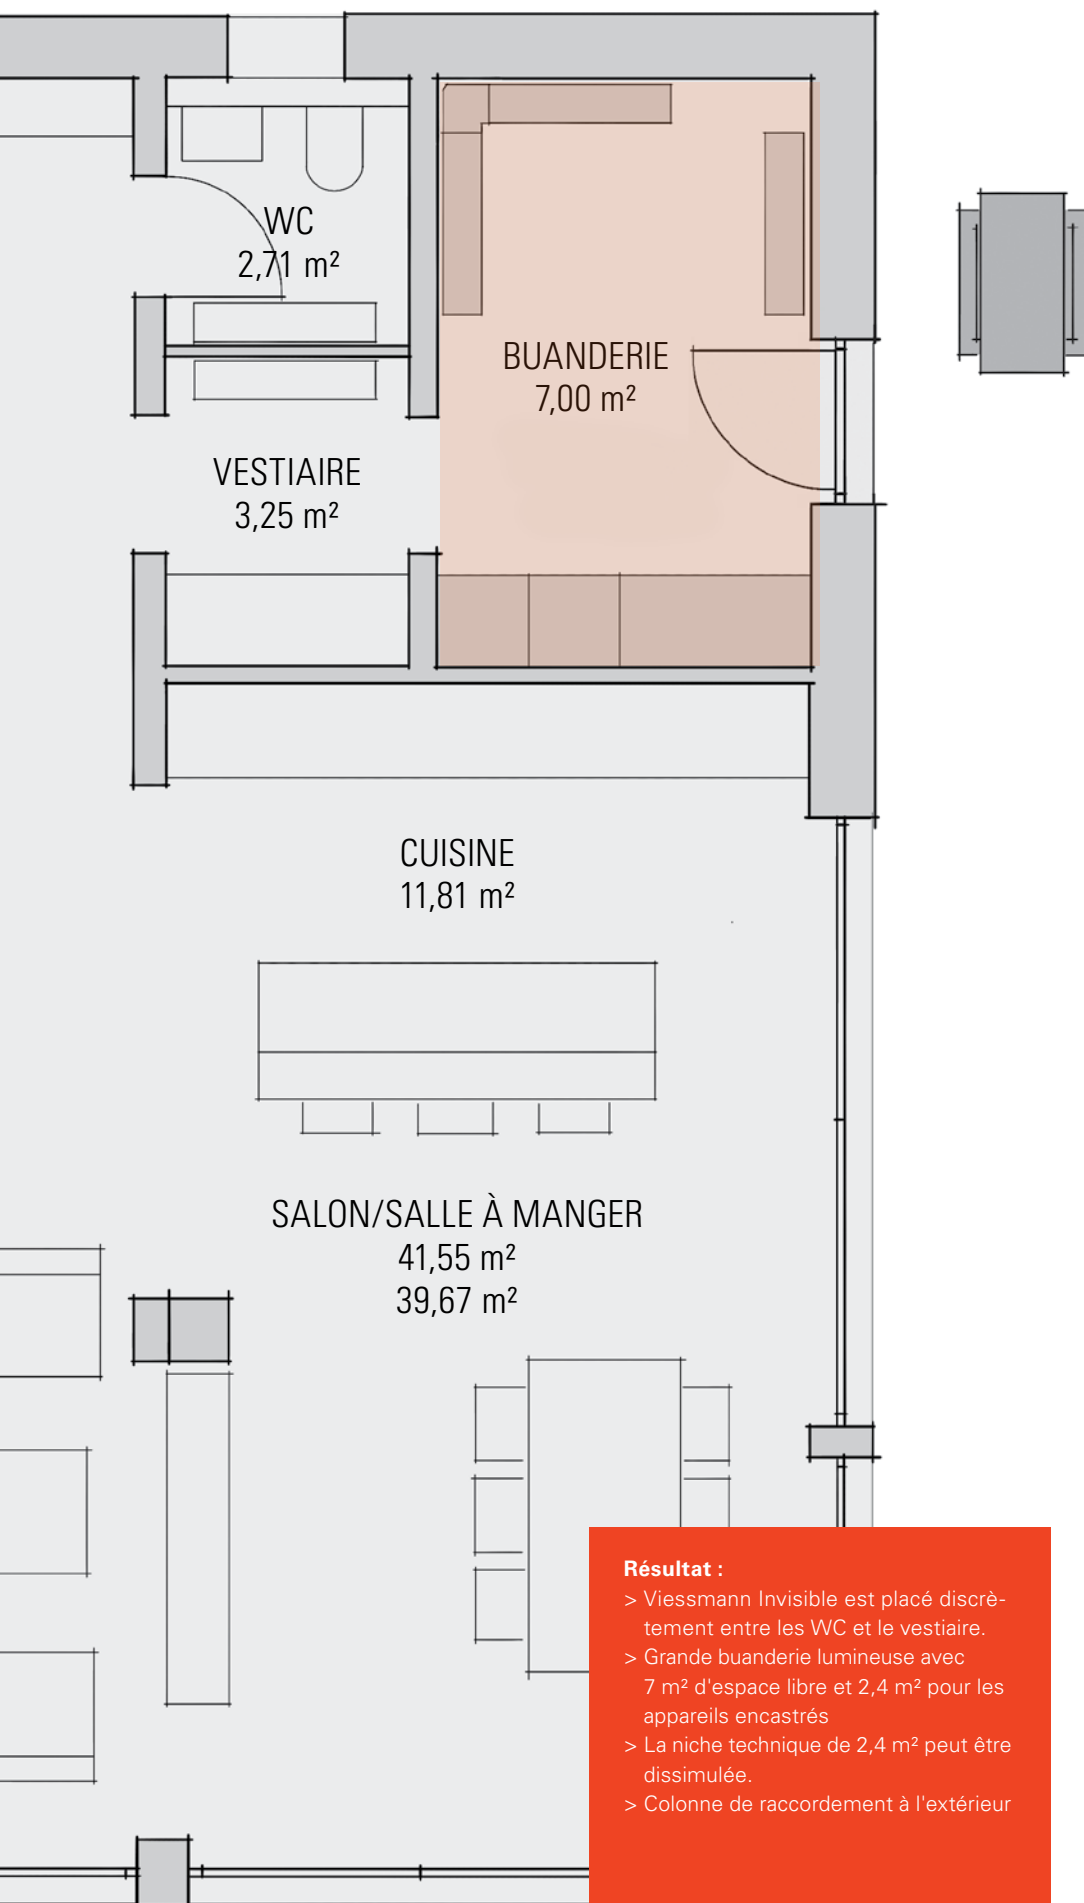 WC
2,71 m²
BUANDERIE
7,00 m²
VESTIAIRE
3,25 m²
CUISINE
11,81 m²
SALON/SALLE À MANGER
41,55 m²
39,67 m²
Résultat :
> Viessmann Invisible est placé discrè-
tement entre les WC et le vestiaire.
> Grande buanderie lumineuse avec
7 m² d'espace libre et 2,4 m² pour les
appareils encastrés
> La niche technique de 2,4 m² peut être
dissimulée.
> Colonne de raccordement à l'extérieur